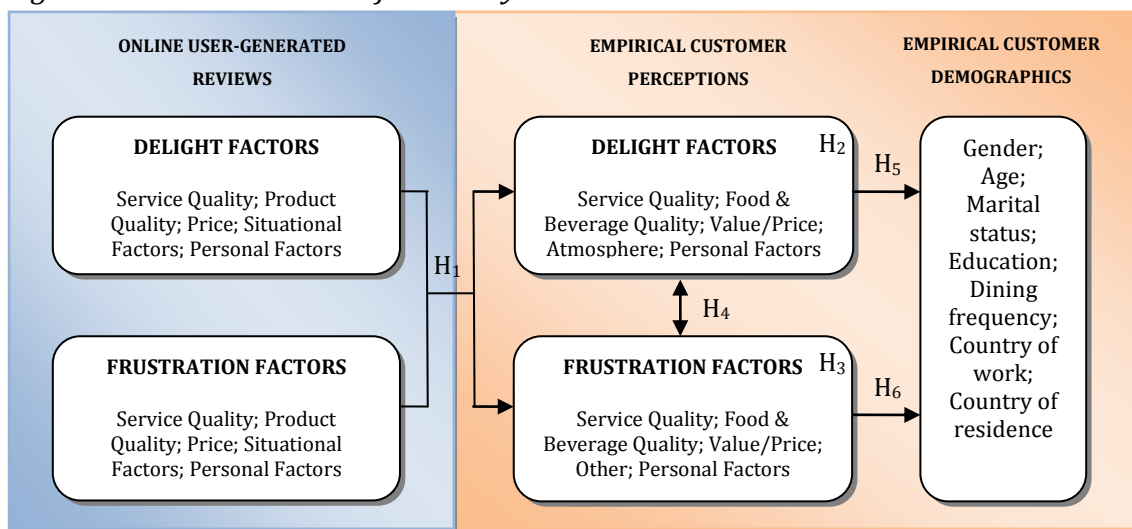 ONLINE USER-GENERATED
REVIEWS
EMPIRICAL CUSTOMER
PERCEPTIONS
EMPIRICAL CUSTOMER
DEMOGRAPHICS
DELIGHT FACTORS
Service Quality; Product
Quality; Price; Situational
Factors; Personal Factors
FRUSTRATION FACTORS
Service Quality; Product
Quality; Price; Situational
Factors; Personal Factors
H₁
DELIGHT FACTORS
H₂
Service Quality; Food &
Beverage Quality; Value/Price;
Atmosphere; Personal Factors
H₄
FRUSTRATION FACTORS
H₃
Service Quality; Food &
Beverage Quality; Value/Price;
Other; Personal Factors
H₅
H₆
Gender;
Age;
Marital
status;
Education;
Dining
frequency;
Country of
work;
Country of
residence